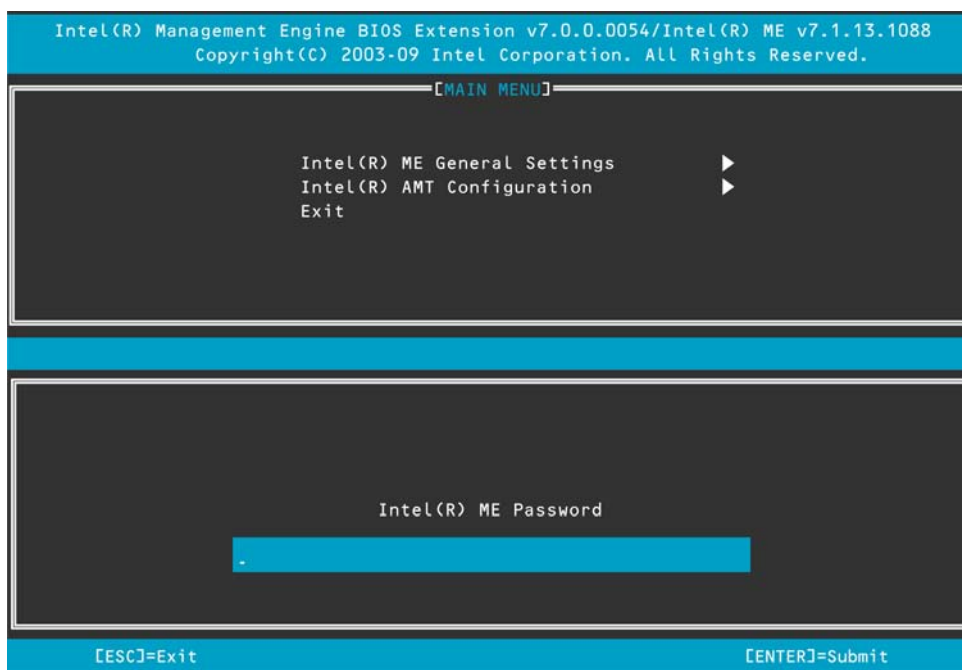 Intel(R) Management Engine BIOS Extension v7.0.0.0054/Intel(R) ME v7.1.13.1088
Copyright(C) 2003-09 Intel Corporation. All Rights Reserved.
[MAIN MENU]
Intel(R) ME General Settings
Intel(R) AMT Configuration
Exit
Intel(R) ME Password
[ESC]=Exit [ENTER]=Submit